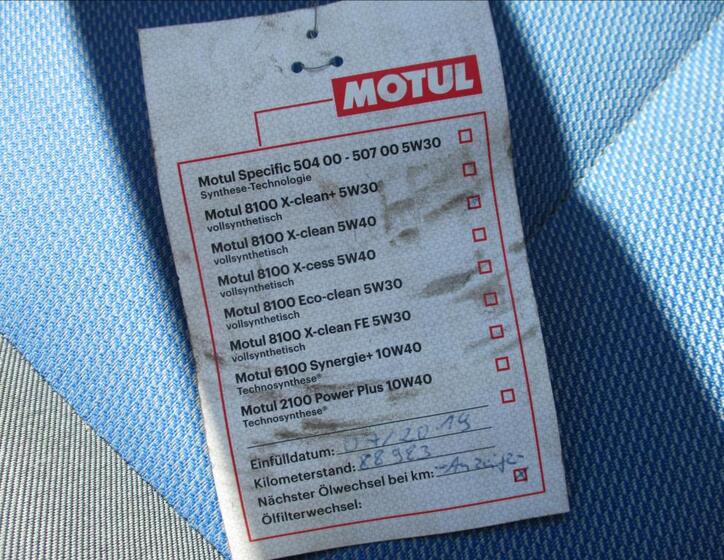 MOTUL
Motul Specific 504 00 - 507 00 5W30
Synthese-Technologie
Motul 8100 X-clean+ 5W30
vollsynthetisch
Motul 8100 X-clean 5W40
vollsynthetisch
Motul 8100 X-cess 5W40
vollsynthetisch
Motul 8100 Eco-clean 5W30
vollsynthetisch
Motul 8100 X-clean FE 5W30
vollsynthetisch
Motul 6100 Synergie+ 10W40
Technosynthese®
Motul 2100 Power Plus 10W40
Technosynthese®
Einfülldatum: 07/2019
Kilometerstand: 88983
Nächster Ölwechsel bei km: -Anzeige-
Ölfilterwechsel: